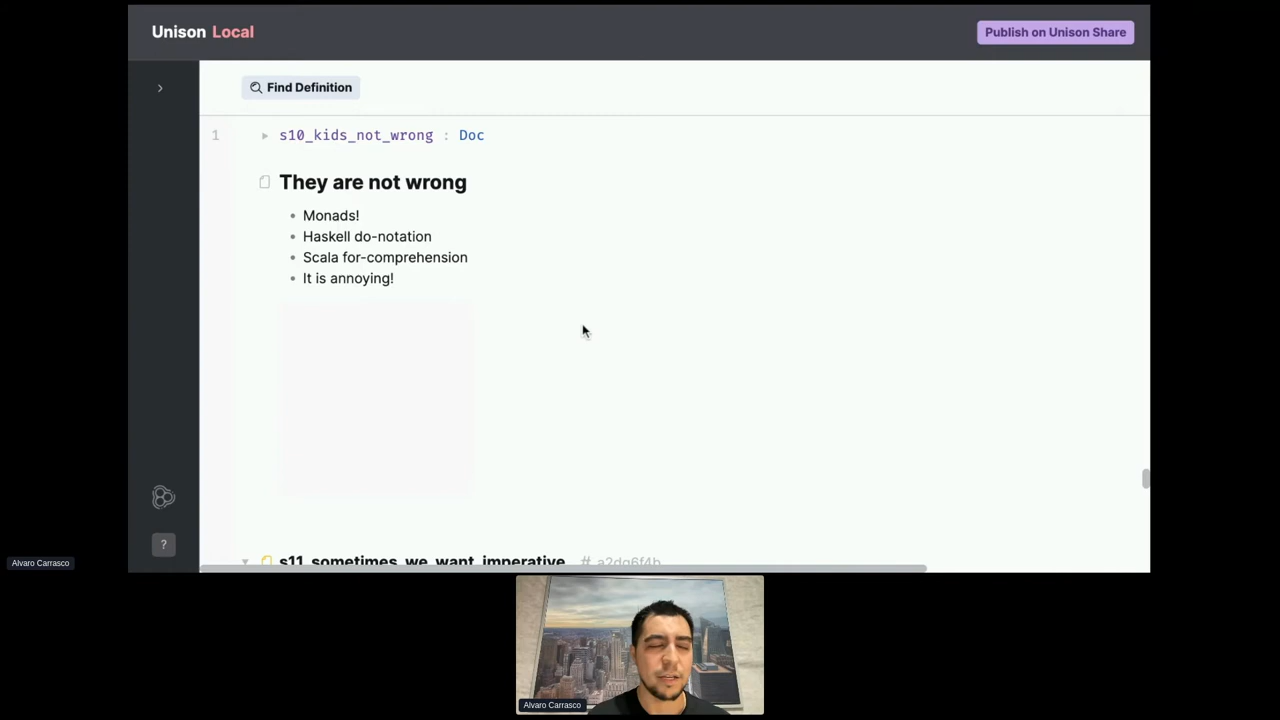 Unison Local
Publish on Unison Share
Find Definition
1 s10_kids_not_wrong : Doc
They are not wrong
• Monads!
• Haskell do-notation
• Scala for-comprehension
• It is annoying!
s11_sometimes_we_want_imperative # a2dg6f4b
?
Alvaro Carrasco
Alvaro Carrasco